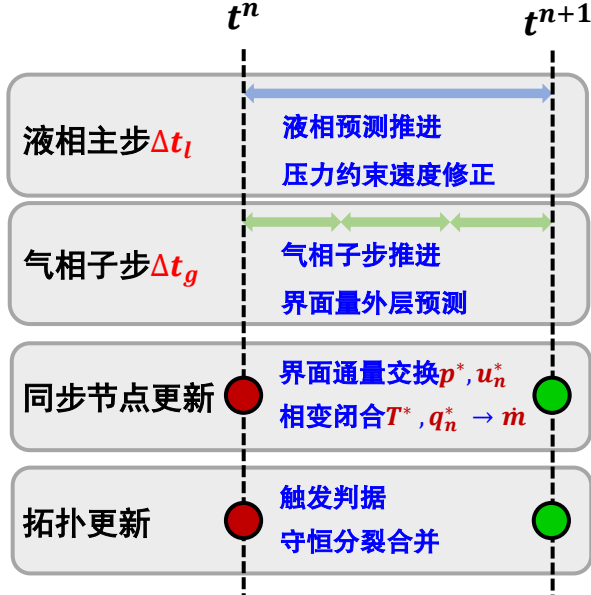 tⁿ tⁿ⁺¹
液相主步Δtₗ
液相预测推进
压力约束速度修正
气相子步Δt_g
气相子步推进
界面量外层预测
同步节点更新
界面通量交换p*,uₙ*
相变闭合T*,qₙ* → ṁ
拓扑更新
触发判据
守恒分裂合并